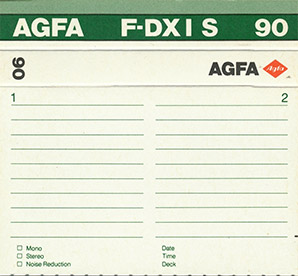 AGFA F-DX I S 90
90 AGFA Agfa
1 2
Mono Date
Stereo Time
Noise Reduction Deck